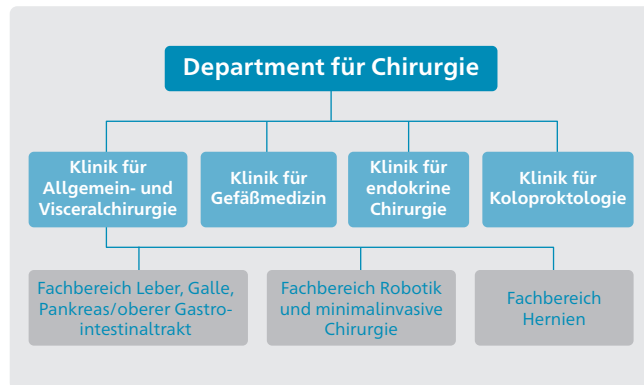 Department für Chirurgie
Klinik für
Allgemein- und
Visceralchirurgie
Klinik für
Gefäßmedizin
Klinik für
endokrine
Chirurgie
Klinik für
Koloproktologie
Fachbereich Leber, Galle,
Pankreas/oberer Gastro-
intestinaltrakt
Fachbereich Robotik
und minimalinvasive
Chirurgie
Fachbereich
Hernien